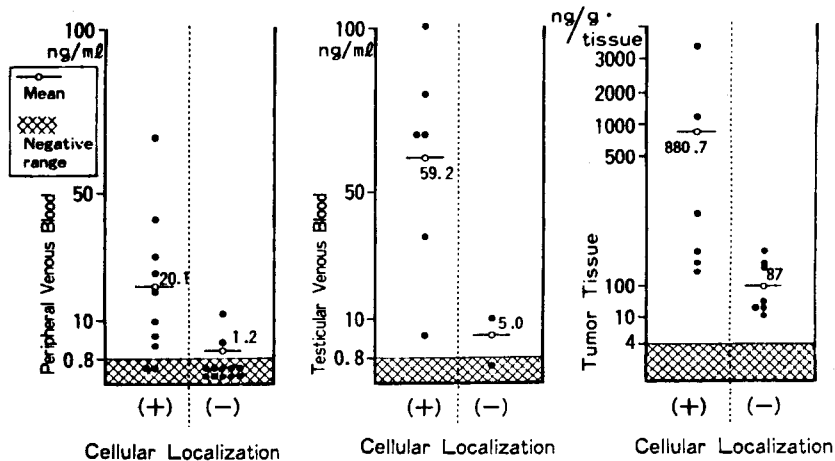 100
ng/ml
Mean
Negative
range
50
10
0.8
Peripheral Venous Blood
20.1
1.2
(+) (-)
Cellular Localization
100
ng/ml
50
10
0.8
Testicular Venous Blood
59.2
5.0
(+) (-)
Cellular Localization
ng/g·
tissue
3000
2000
1000
500
100
10
4
Tumor Tissue
880.7
87
(+) (-)
Cellular Localization